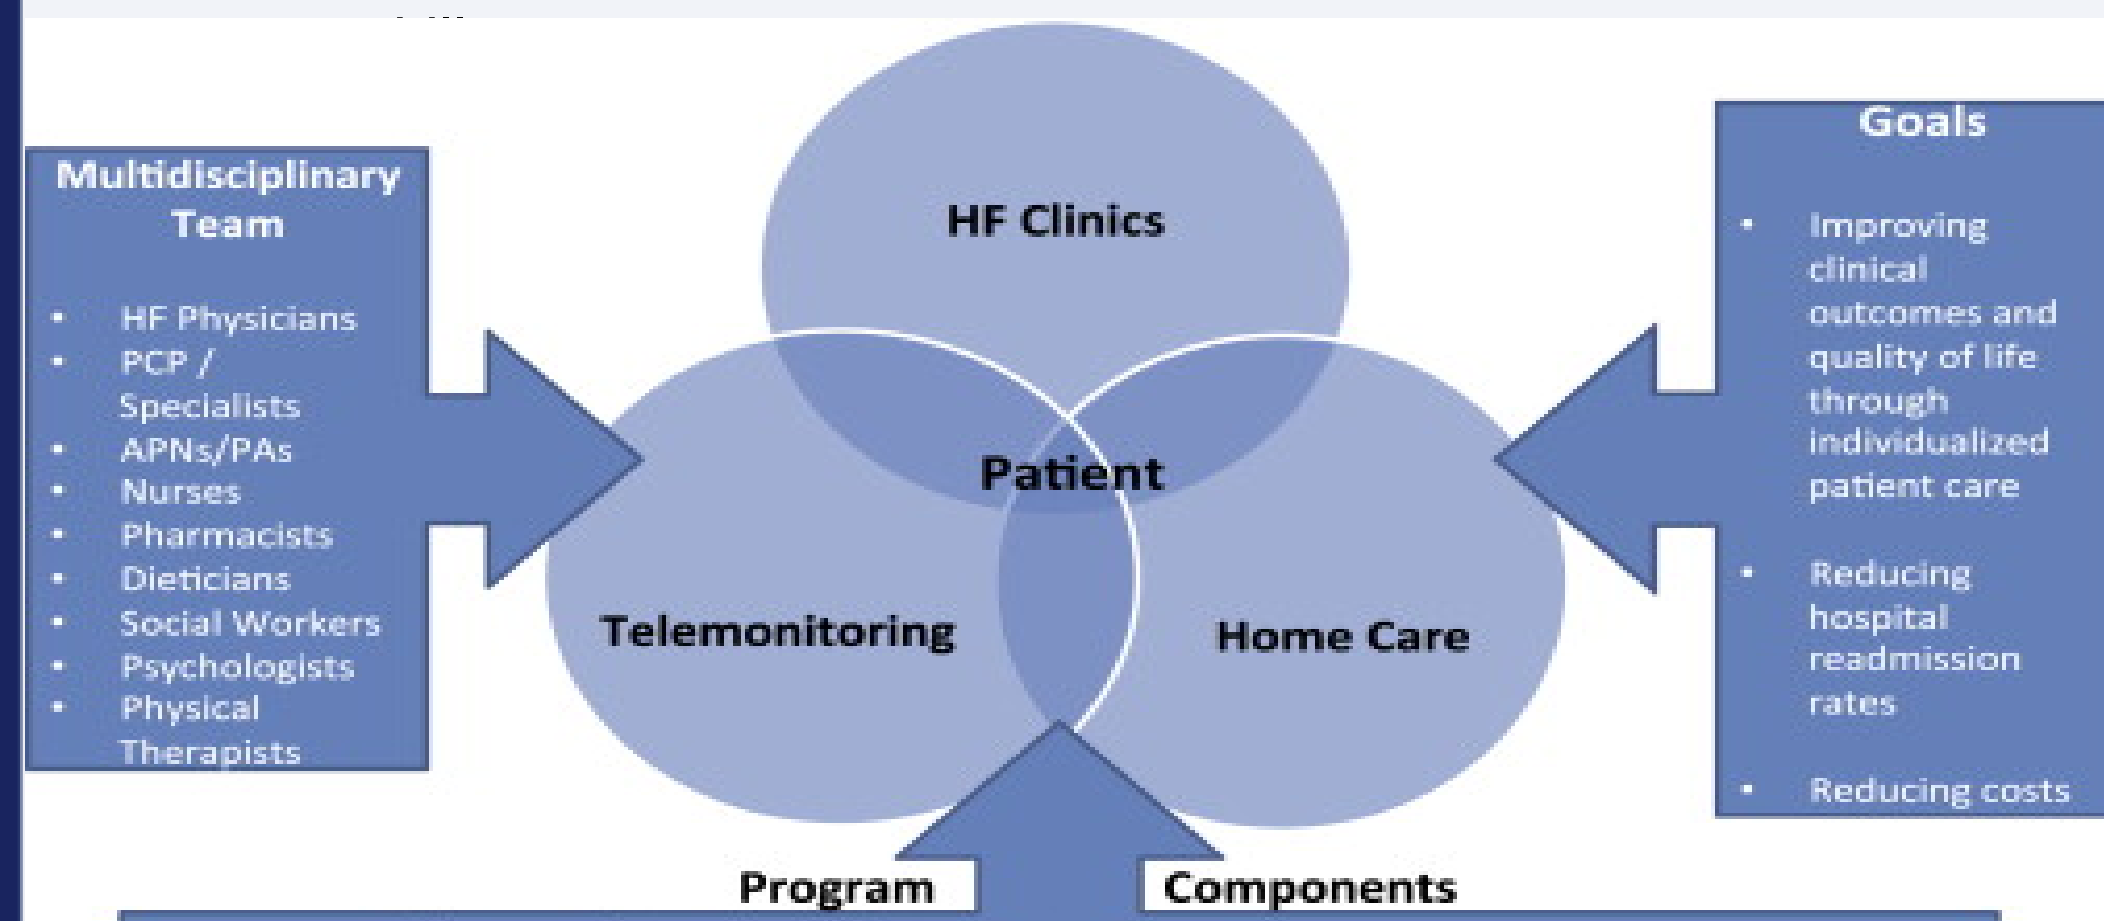 Multidisciplinary
Team
• HF Physicians
• PCP /
Specialists
• APNs/PAs
• Nurses
• Pharmacists
• Dieticians
• Social Workers
• Psychologists
• Physical
Therapists
HF Clinics
Patient
Telemonitoring
Home Care
Goals
• Improving
clinical
outcomes and
quality of life
through
individualized
patient care
• Reducing
hospital
readmission
rates
• Reducing costs
Program Components